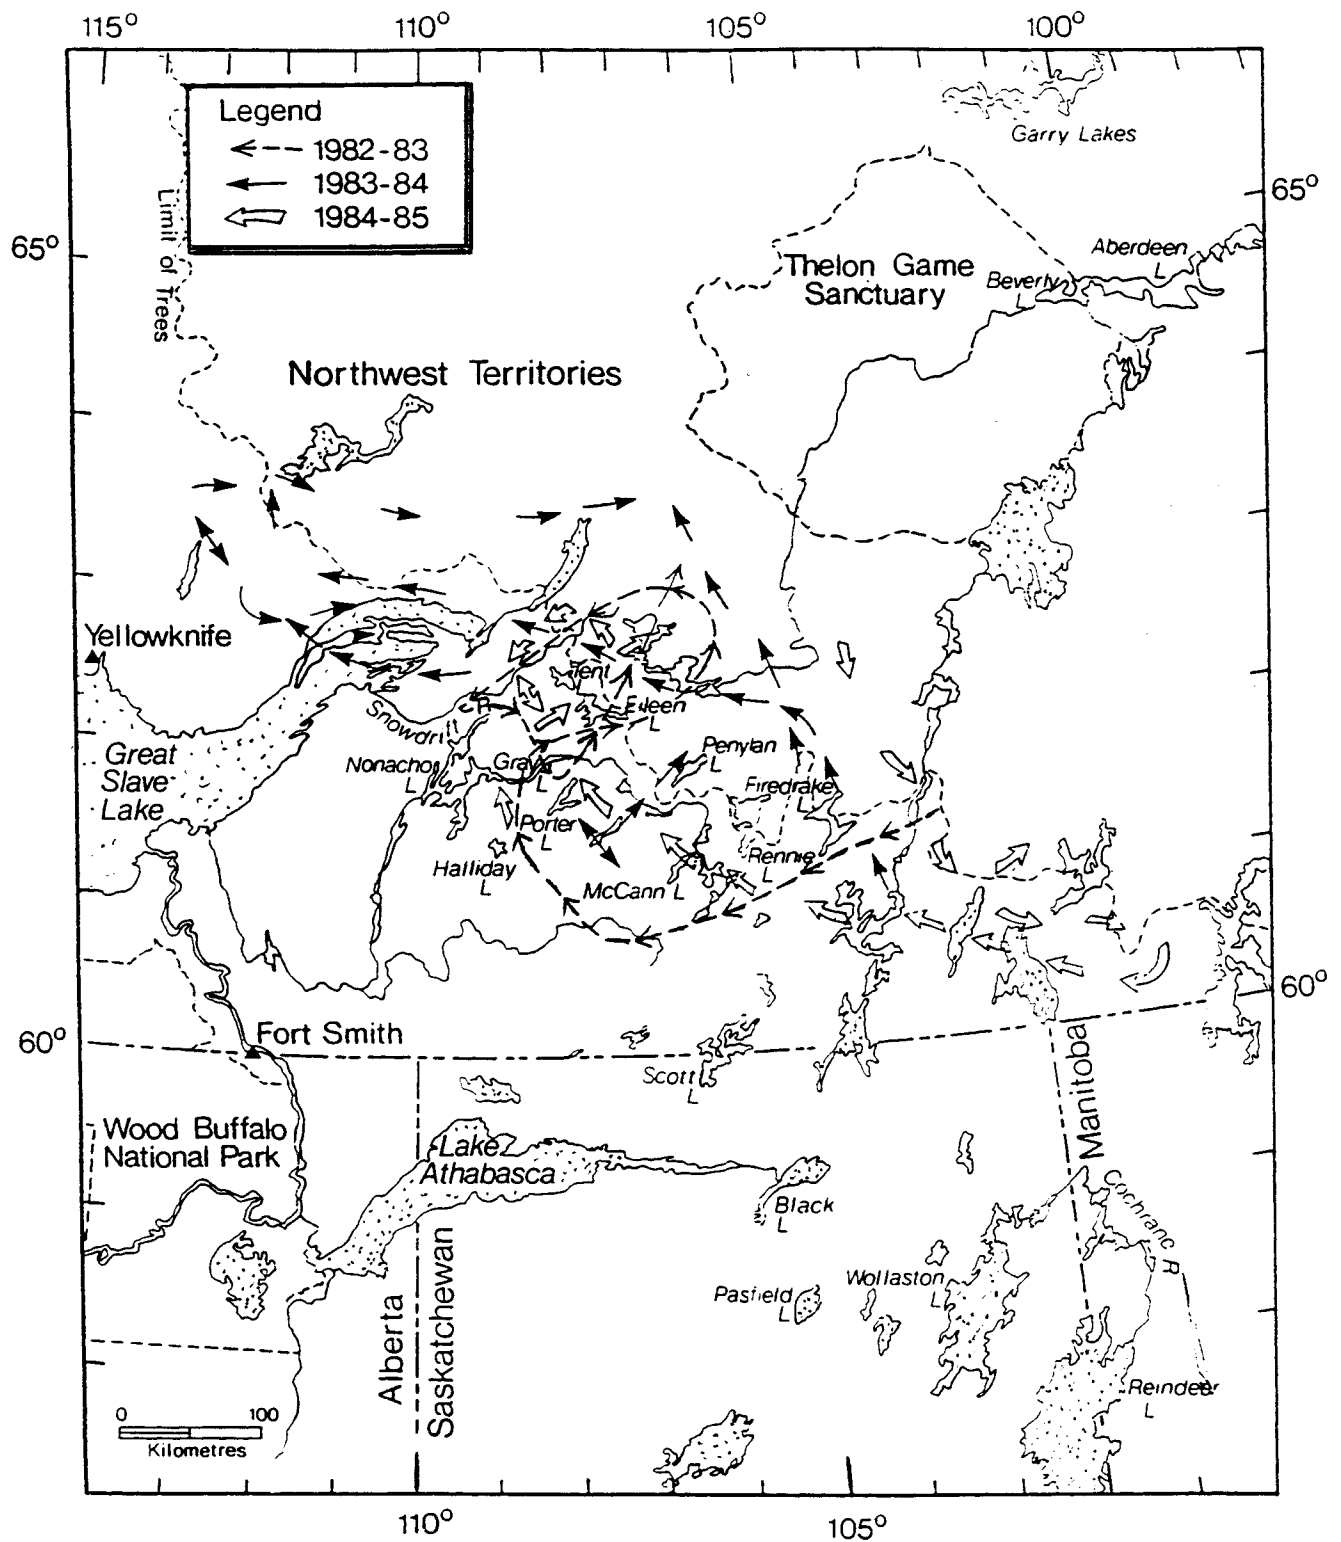 115° 110° 105° 100°
Legend
1982-83
1983-84
1984-85
Garry Lakes
65°
65°
Limit of Trees
Thelon Game
Sanctuary
Aberdeen
L
Beverly
L
Northwest Territories
Yellowknife
Great
Slave
Lake
Snowdrift
R
Tent
L
Eileen
L
Nonacho
L
Gray
L
Penylan
L
Firedrake
L
Porter
L
Halliday
L
McCann L
Rennie
L
60°
60°
Fort Smith
Scott
L
Manitoba
Wood Buffalo
National Park
Lake
Athabasca
Black
L
Cochrane R
Alberta
Saskatchewan
Pasfield
L
Wollaston
L
Reindeer
L
0 100
Kilometres
110° 105°